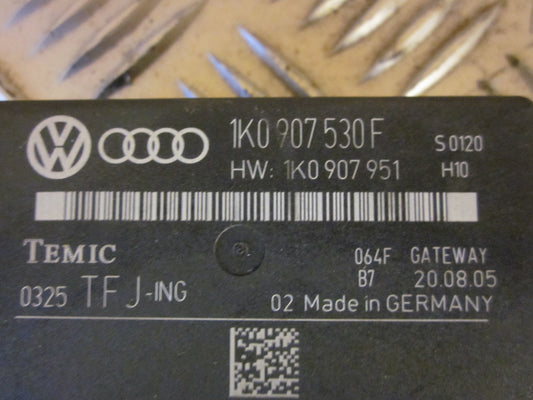 1K0 907 530 F S0120
HW: 1K0 907 951 H10
TEMIC 064F GATEWAY
B7 20.08.05
0325 TFJ-ING
02 Made in GERMANY